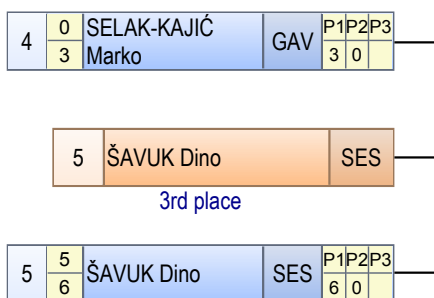 4 0 3 SELAK-KAJIĆ Marko GAV P1 P2 P3 3 0
5 ŠAVUK Dino SES
3rd place
5 5 6 ŠAVUK Dino SES P1 P2 P3 6 0